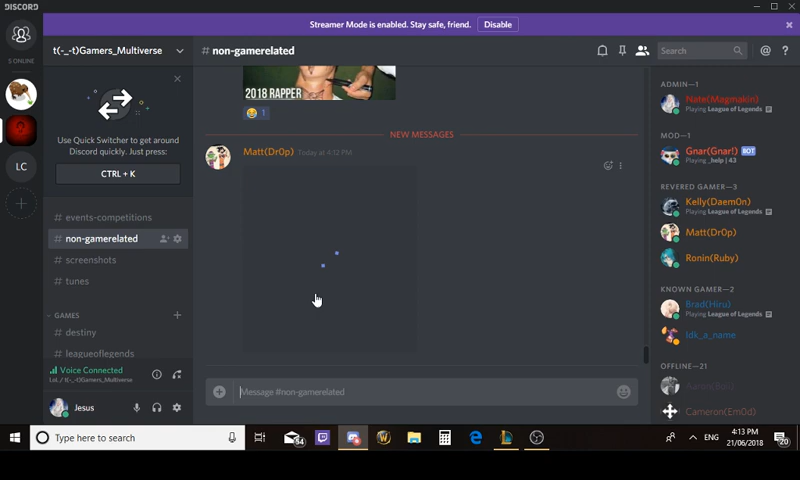 DISCORD
Streamer Mode is enabled. Stay safe, friend. Disable
5 ONLINE
t(-_-t)Gamers_Multiverse
# non-gamerelated
Search
Use Quick Switcher to get around
Discord quickly. Just press:
CTRL + K
LC
# events-competitions
# non-gamerelated
# screenshots
# tunes
GAMES
# destiny
# leagueoflegends
Voice Connected
LoL / t(-_-t)Gamers_Multiverse
Jesus
2018 RAPPER
1
NEW MESSAGES
Matt(Dr0p) Today at 4:12 PM
Message #non-gamerelated
ADMIN—1
Nate(Magmakin)
Playing League of Legends
MOD—1
Gnar(Gnar!) BOT
Playing _help | 43
REVERED GAMER—3
Kelly(Daem0n)
Playing League of Legends
Matt(Dr0p)
Ronin(Ruby)
KNOWN GAMER—2
Brad(Hiru)
Playing League of Legends
Idk_a_name
OFFLINE—21
Cameron(Em0d)
Type here to search
54
ENG
4:13 PM
21/06/2018
20